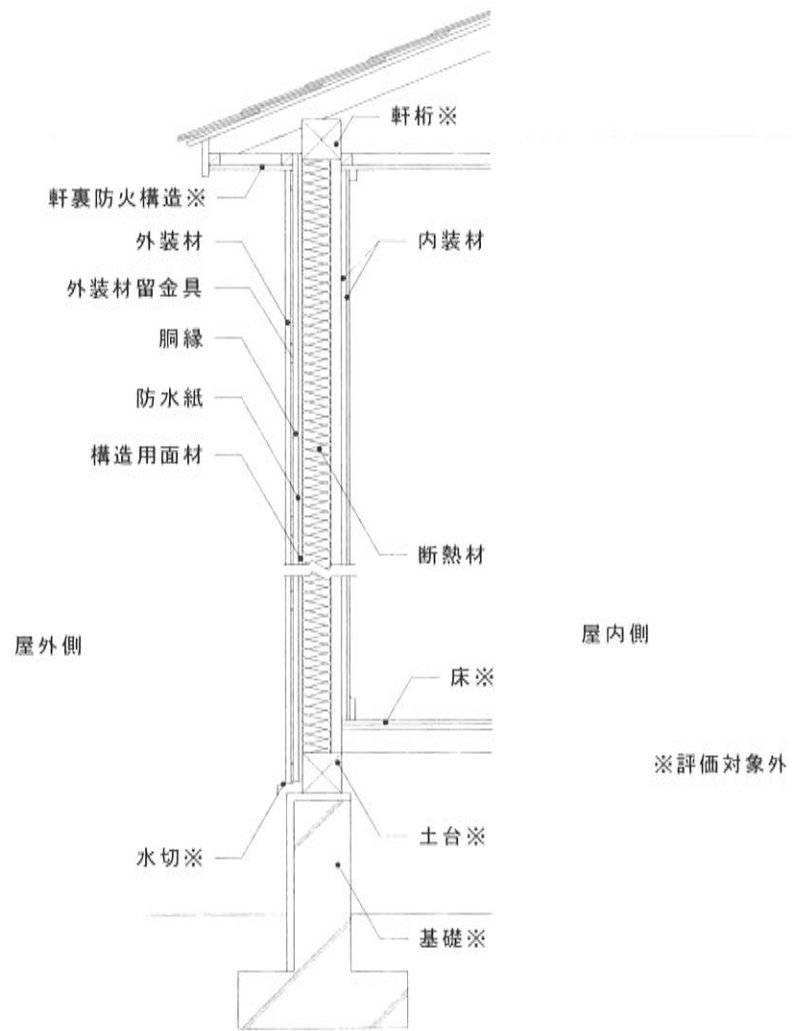 軒桁※
軒裏防火構造※
外装材
内装材
外装材留金具
胴縁
防水紙
構造用面材
断熱材
屋外側
屋内側
床※
※評価対象外
土台※
水切※
基礎※